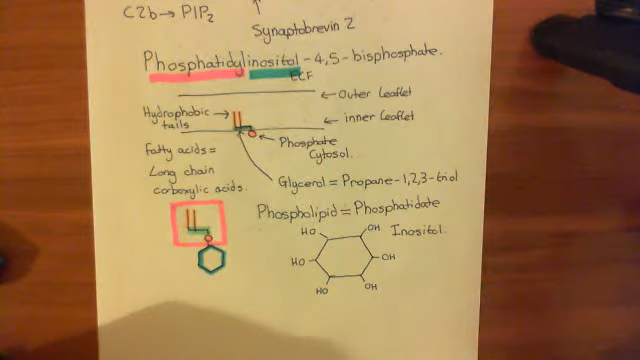 C2b → PIP2
Synaptobrevin 2
Phosphatidylinositol - 4,5 - bisphosphate.
ECF
← Outer Leaflet
Hydrophobic →
tails
← inner Leaflet
← Phosphate
Cytosol.
Fatty acids =
Long chain
carboxylic acids.
Glycerol = Propane-1,2,3-triol
Phospholipid = Phosphatidate
HO
OH
Inositol.
HO
OH
HO
OH